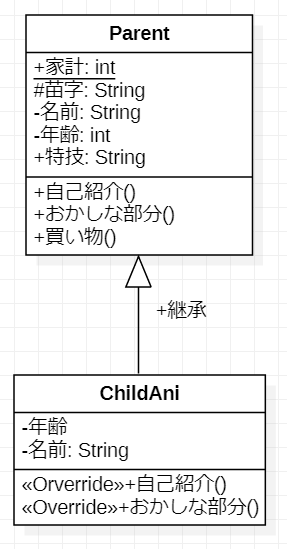 Parent
+家計: int
#苗字: String
-名前: String
-年齢: int
+特技: String
+自己紹介()
+おかしな部分()
+買い物()
+継承
ChildAni
-年齢
-名前: String
«Orverride»+自己紹介()
«Override»+おかしな部分()